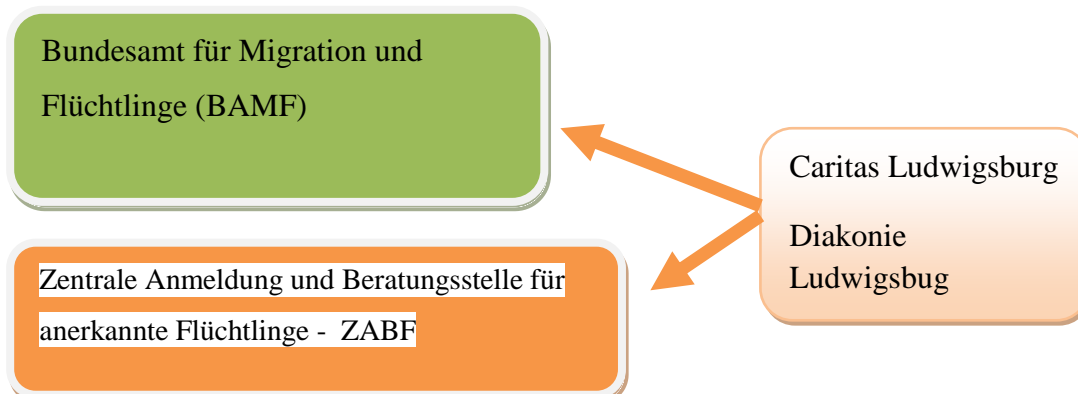 Bundesamt für Migration und
Flüchtlinge (BAMF)
Caritas Ludwigsburg
Diakonie
Ludwigsbug
Zentrale Anmeldung und Beratungsstelle für
anerkannte Flüchtlinge - ZABF